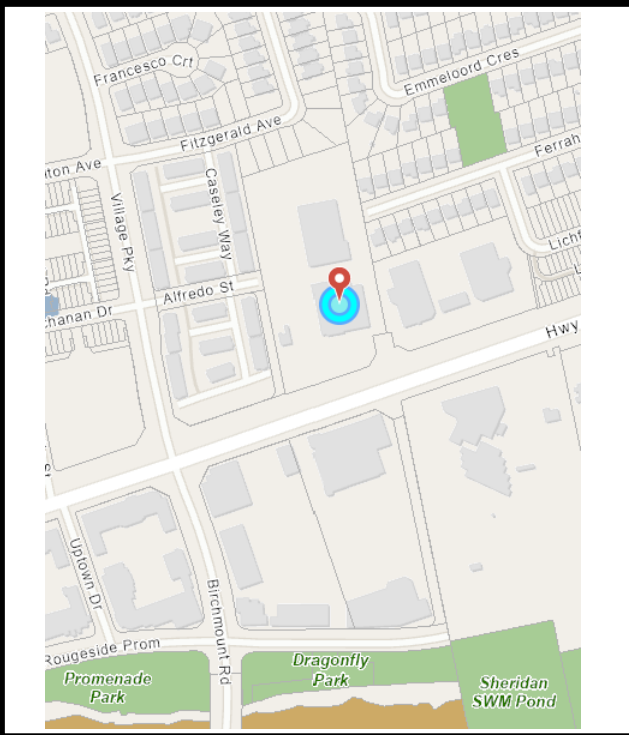 Francesco Crt
Emmeloord Cres
Fitzgerald Ave
ton Ave
Ferrah
Caseley Way
Village Pky
Lichf
Alfredo St
chanan Dr
Hwy
Uptown Dr
Birchmount Rd
Rougeside Prom
Dragonfly
Park
Promenade
Park
Sheridan
SWM Pond